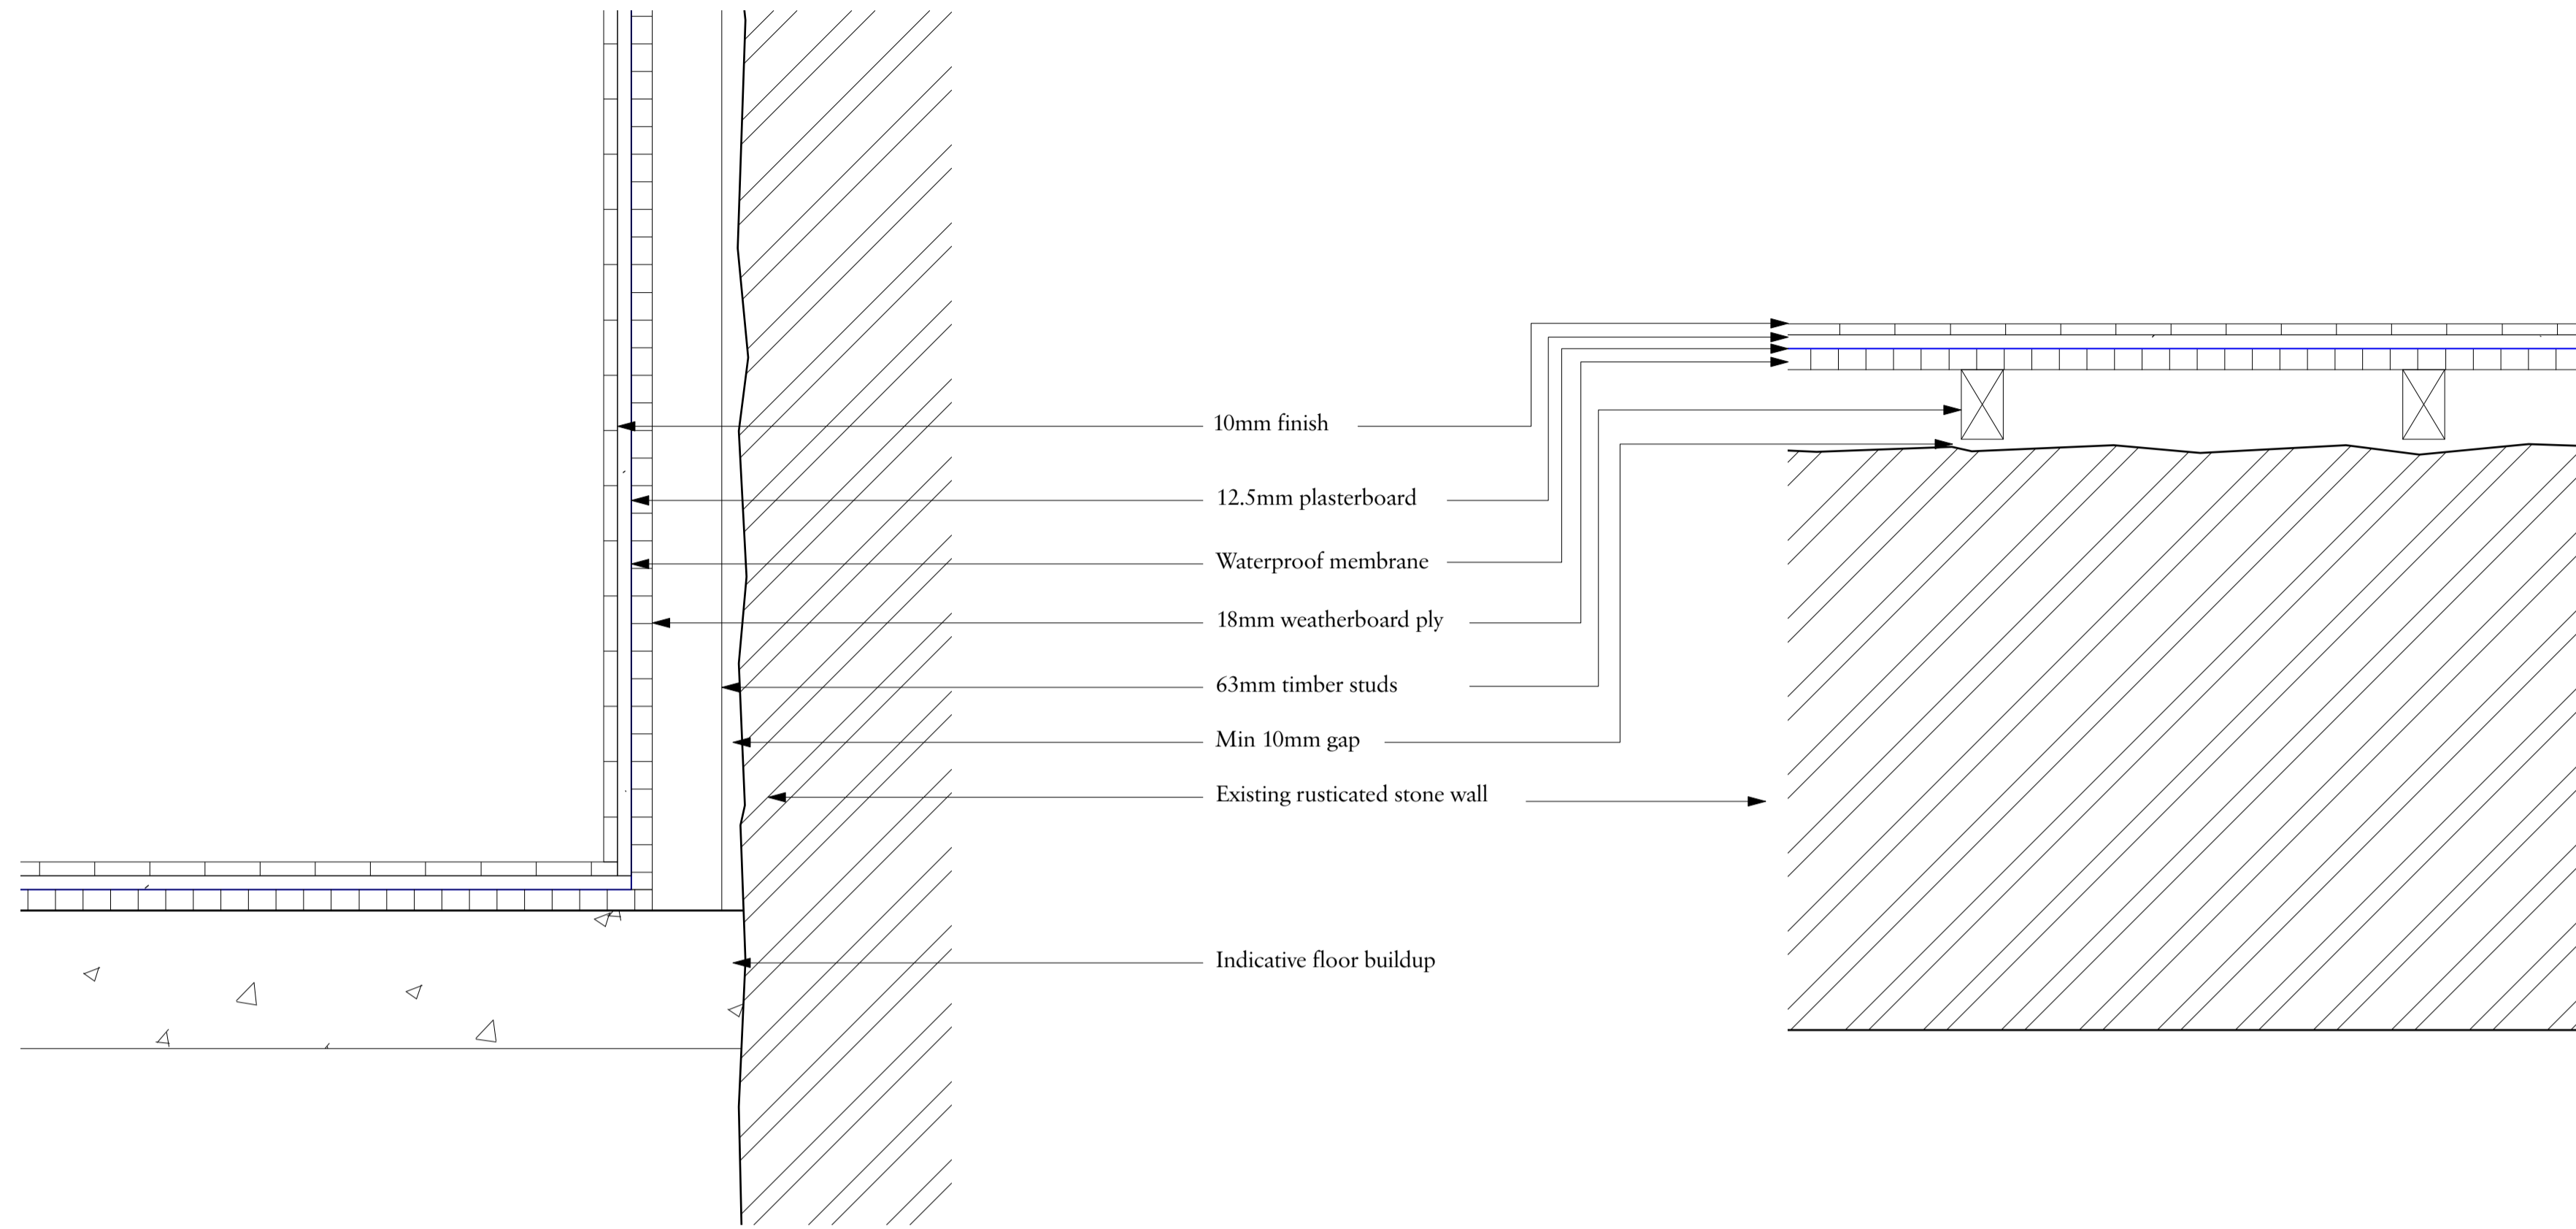 10mm finish
12.5mm plasterboard
Waterproof membrane
18mm weatherboard ply
63mm timber studs
Min 10mm gap
Existing rusticated stone wall
Indicative floor buildup